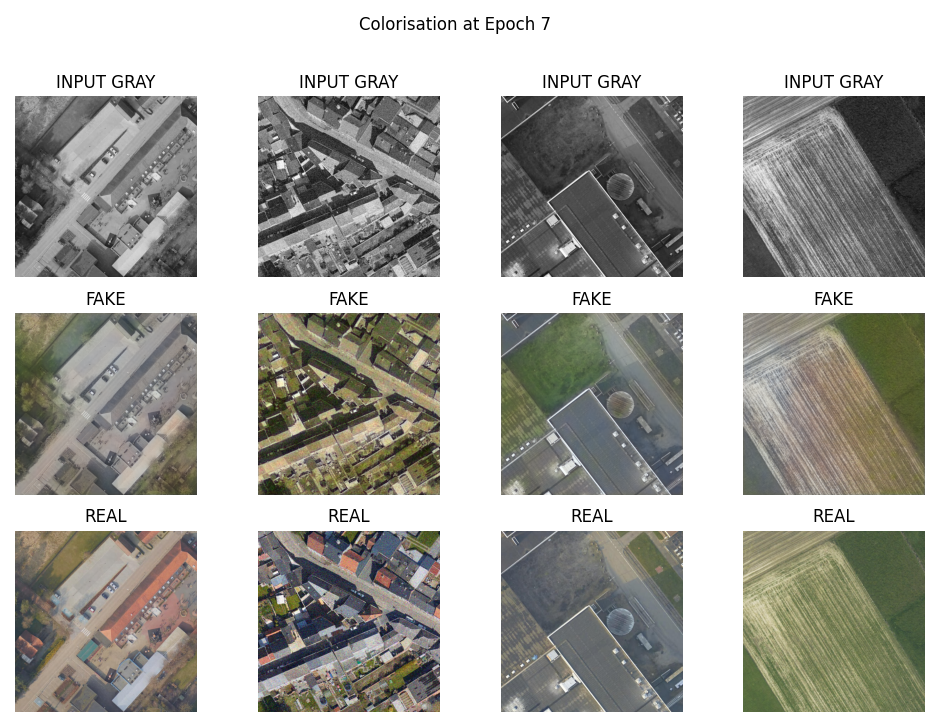 Colorisation at Epoch 7
INPUT GRAY INPUT GRAY INPUT GRAY INPUT GRAY
FAKE FAKE FAKE FAKE
REAL REAL REAL REAL